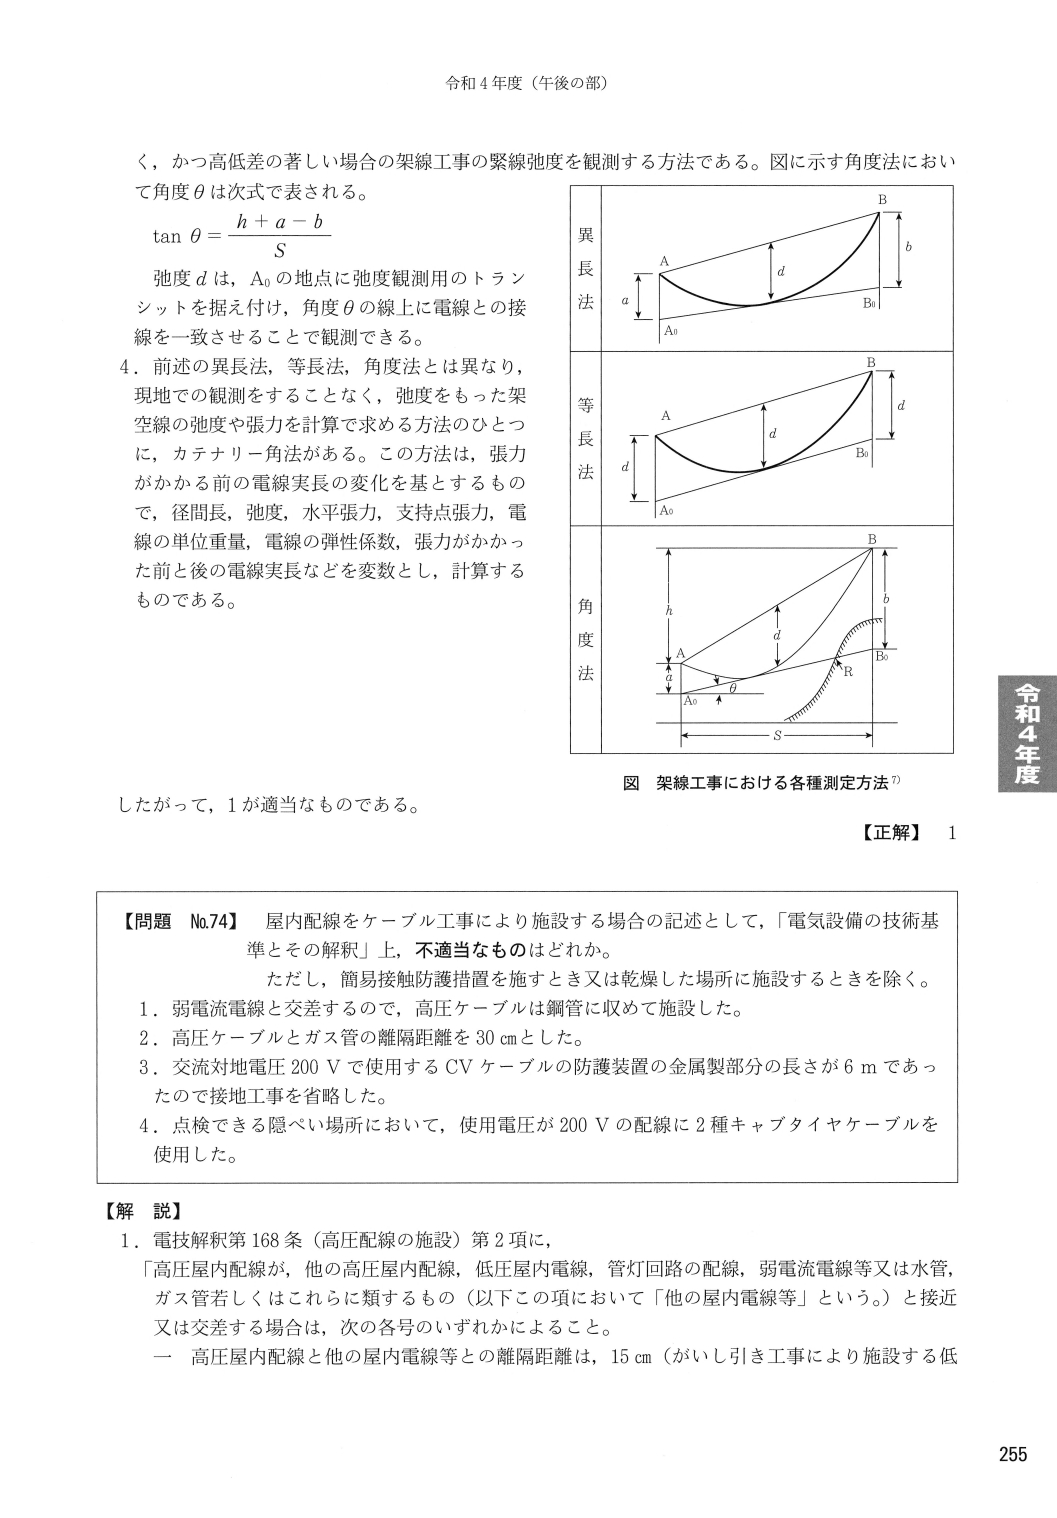 令和4年度（午後の部）
く，かつ高低差の著しい場合の架線工事の緊線弛度を観測する方法である。図に示す角度法におい
て角度θは次式で表される。
tan θ = (h + a − b) / S
弛度 d は，A₀ の地点に弛度観測用のトラン
シットを据え付け，角度θの線上に電線との接
線を一致させることで観測できる。
4．前述の異長法，等長法，角度法とは異なり，
現地での観測をすることなく，弛度をもった架
空線の弛度や張力を計算で求める方法のひとつ
に，カテナリー角法がある。この方法は，張力
がかかる前の電線実長の変化を基とするもの
で，径間長，弛度，水平張力，支持点張力，電
線の単位重量，電線の弾性係数，張力がかかっ
た前と後の電線実長などを変数とし，計算する
ものである。
異長法
A
B
a
d
b
A₀
B₀
等長法
A
B
d
d
d
A₀
B₀
角度法
B
h
d
b
A
a
θ
A₀
R
B₀
S
図　架線工事における各種測定方法⁷⁾
したがって，1が適当なものである。
【正解】　1
令和4年度
【問題　No.74】　屋内配線をケーブル工事により施設する場合の記述として，「電気設備の技術基
準とその解釈」上，不適当なものはどれか。
ただし，簡易接触防護措置を施すとき又は乾燥した場所に施設するときを除く。
1．弱電流電線と交差するので，高圧ケーブルは鋼管に収めて施設した。
2．高圧ケーブルとガス管の離隔距離を 30 ㎝とした。
3．交流対地電圧 200 V で使用する CV ケーブルの防護装置の金属製部分の長さが 6 m であっ
たので接地工事を省略した。
4．点検できる隠ぺい場所において，使用電圧が 200 V の配線に 2 種キャブタイヤケーブルを
使用した。
【解　説】
1．電技解釈第 168 条（高圧配線の施設）第 2 項に，
「高圧屋内配線が，他の高圧屋内配線，低圧屋内電線，管灯回路の配線，弱電流電線等又は水管，
ガス管若しくはこれらに類するもの（以下この項において「他の屋内電線等」という。）と接近
又は交差する場合は，次の各号のいずれかによること。
一　高圧屋内配線と他の屋内電線等との離隔距離は，15 ㎝（がいし引き工事により施設する低
255